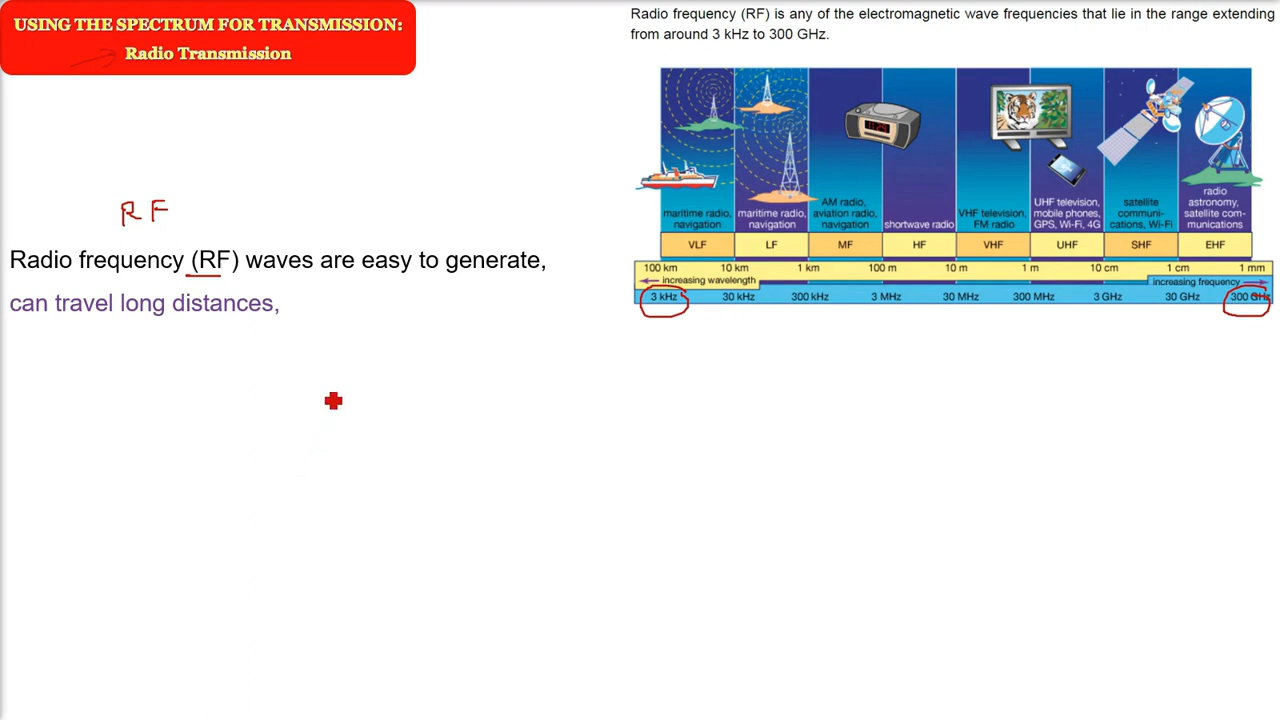 USING THE SPECTRUM FOR TRANSMISSION:
Radio Transmission
Radio frequency (RF) is any of the electromagnetic wave frequencies that lie in the range extending
from around 3 kHz to 300 GHz.
R F
Radio frequency (RF) waves are easy to generate,
can travel long distances,
maritime radio,
navigation
maritime radio,
navigation
AM radio,
aviation radio,
navigation
shortwave radio
VHF television,
FM radio
UHF television,
mobile phones,
GPS, Wi-Fi, 4G
satellite
communi-
cations, Wi-Fi
radio
astronomy,
satellite com-
munications
VLF LF MF HF VHF UHF SHF EHF
100 km 10 km 1 km 100 m 10 m 1 m 10 cm 1 cm 1 mm
increasing wavelength increasing frequency
3 kHz 30 kHz 300 kHz 3 MHz 30 MHz 300 MHz 3 GHz 30 GHz 300 GHz